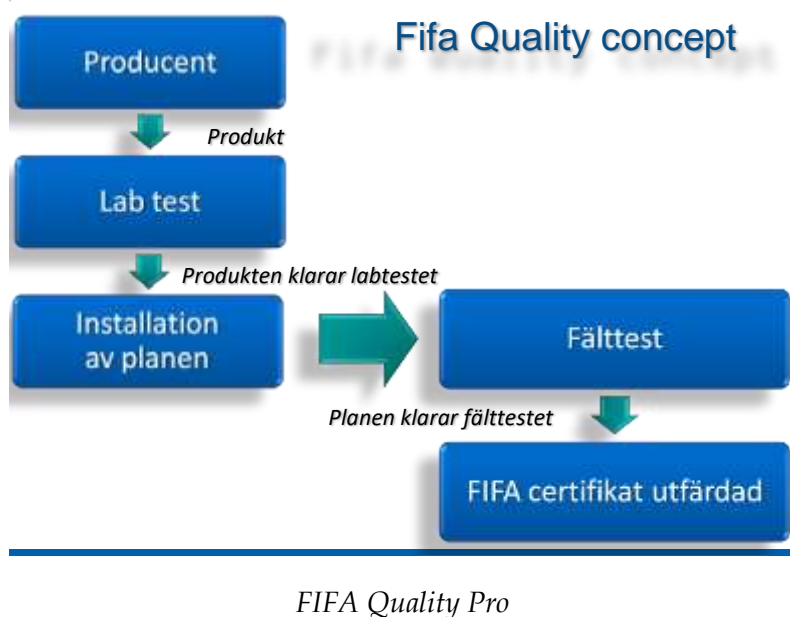 Fifa Quality concept
Producent
Produkt
Lab test
Produkten klarar labtestet
Installation
av planen
Fälttest
Planen klarar fälttestet
FIFA certifikat utfärdad
FIFA Quality Pro